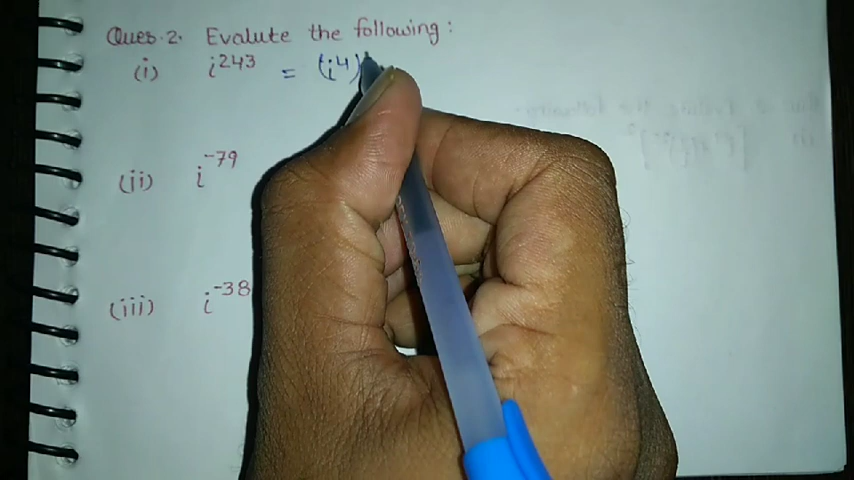 Ques.2. Evalute the following:
(i) i^243 = (i^4)
(ii) i^-79
(iii) i^-38